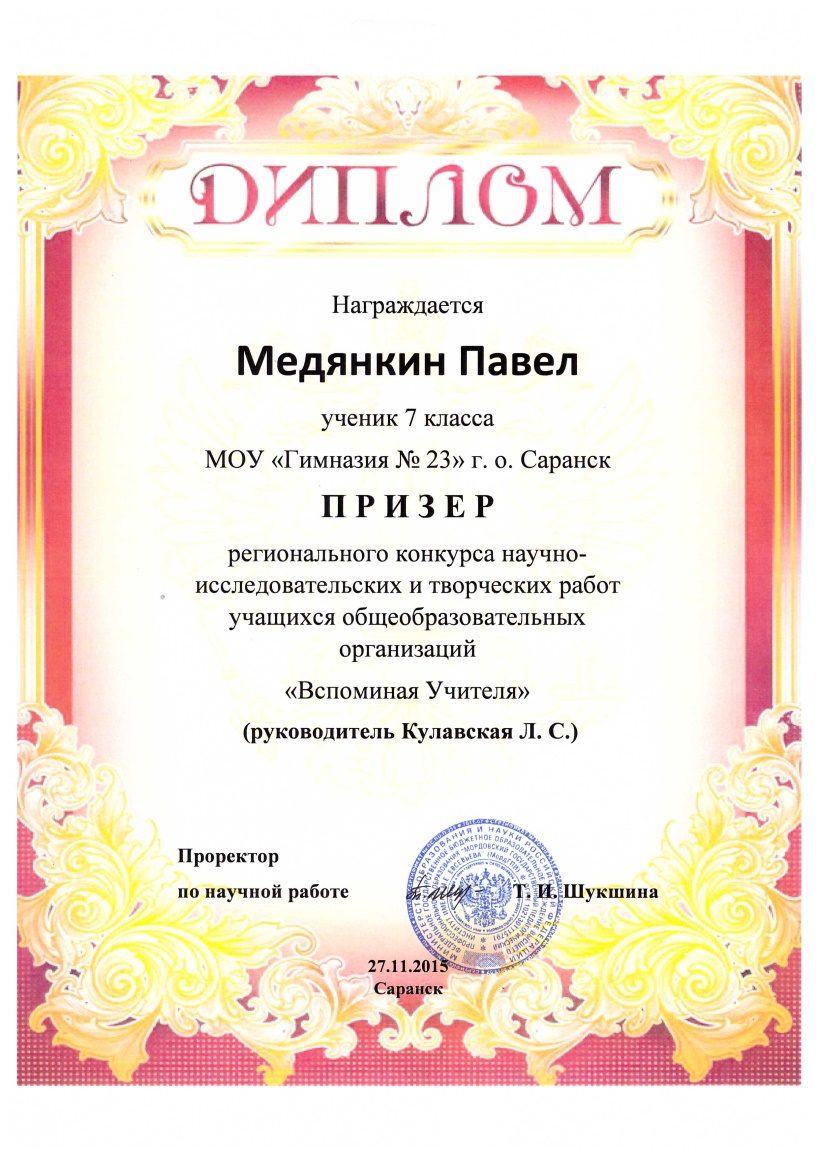 ДИПЛОМ
Награждается
Медянкин Павел
ученик 7 класса
МОУ «Гимназия № 23» г. о. Саранск
ПРИЗЕР
регионального конкурса научно-
исследовательских и творческих работ
учащихся общеобразовательных
организаций
«Вспоминая Учителя»
(руководитель Кулавская Л. С.)
Проректор
по научной работе Т. И. Шукшина
27.11.2015
Саранск